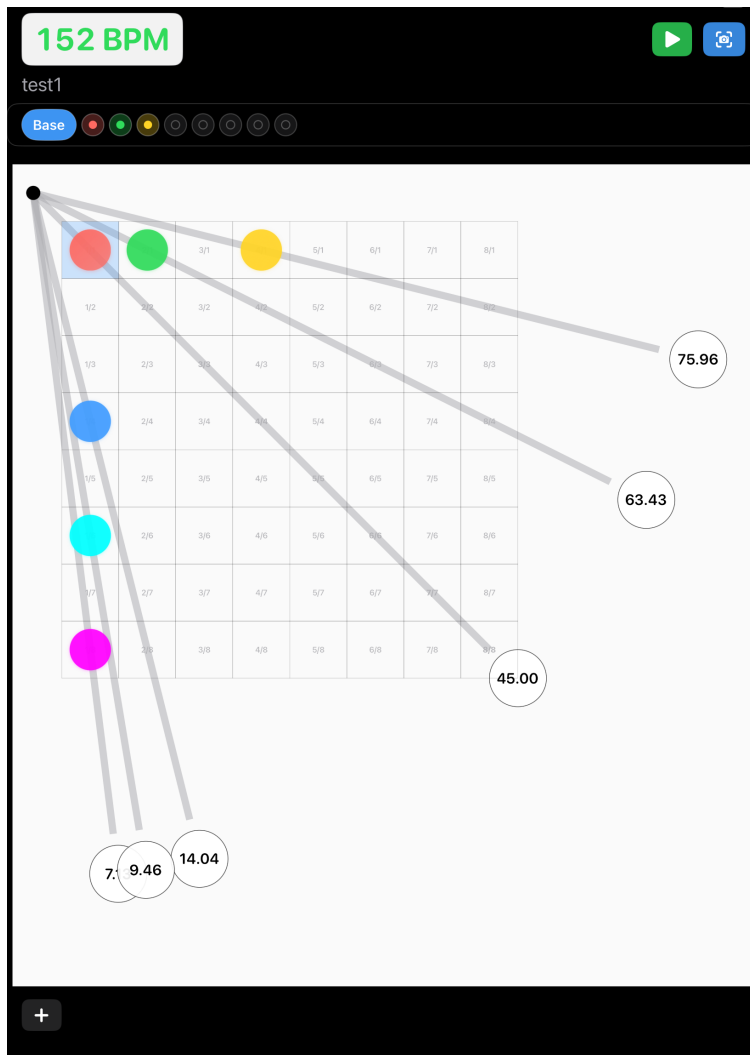 152 BPM
test1
Base
3/1 5/1 6/1 7/1 8/1
1/2 2/2 3/2 4/2 5/2 6/2 7/2 8/2
1/3 2/3 3/3 4/3 5/3 6/3 7/3 8/3
75.96
2/4 3/4 4/4 5/4 6/4 7/4 8/4
1/5 2/5 3/5 4/5 5/5 6/5 7/5 8/5
63.43
2/6 3/6 4/6 5/6 6/6 7/6 8/6
1/7 2/7 3/7 4/7 5/7 6/7 7/7 8/7
2/8 3/8 4/8 5/8 6/8 7/8 8/8
45.00
14.04
9.46